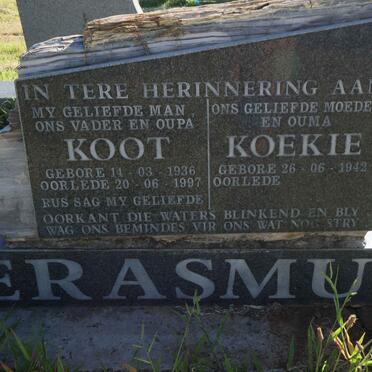 IN TERE HERINNERING AAN
MY GELIEFDE MAN
ONS VADER EN OUPA
KOOT
GEBORE 14-03-1936
OORLEDE 20-06-1997
RUS SAG MY GELIEFDE
ONS GELIEFDE MOEDE
EN OUMA
KOEKIE
GEBORE 26-06-1942
OORLEDE
OORKANT DIE WATERS BLINKEND EN BLY
WAG ONS BEMINDES VIR ONS WAT NOG STRY
ERASMU